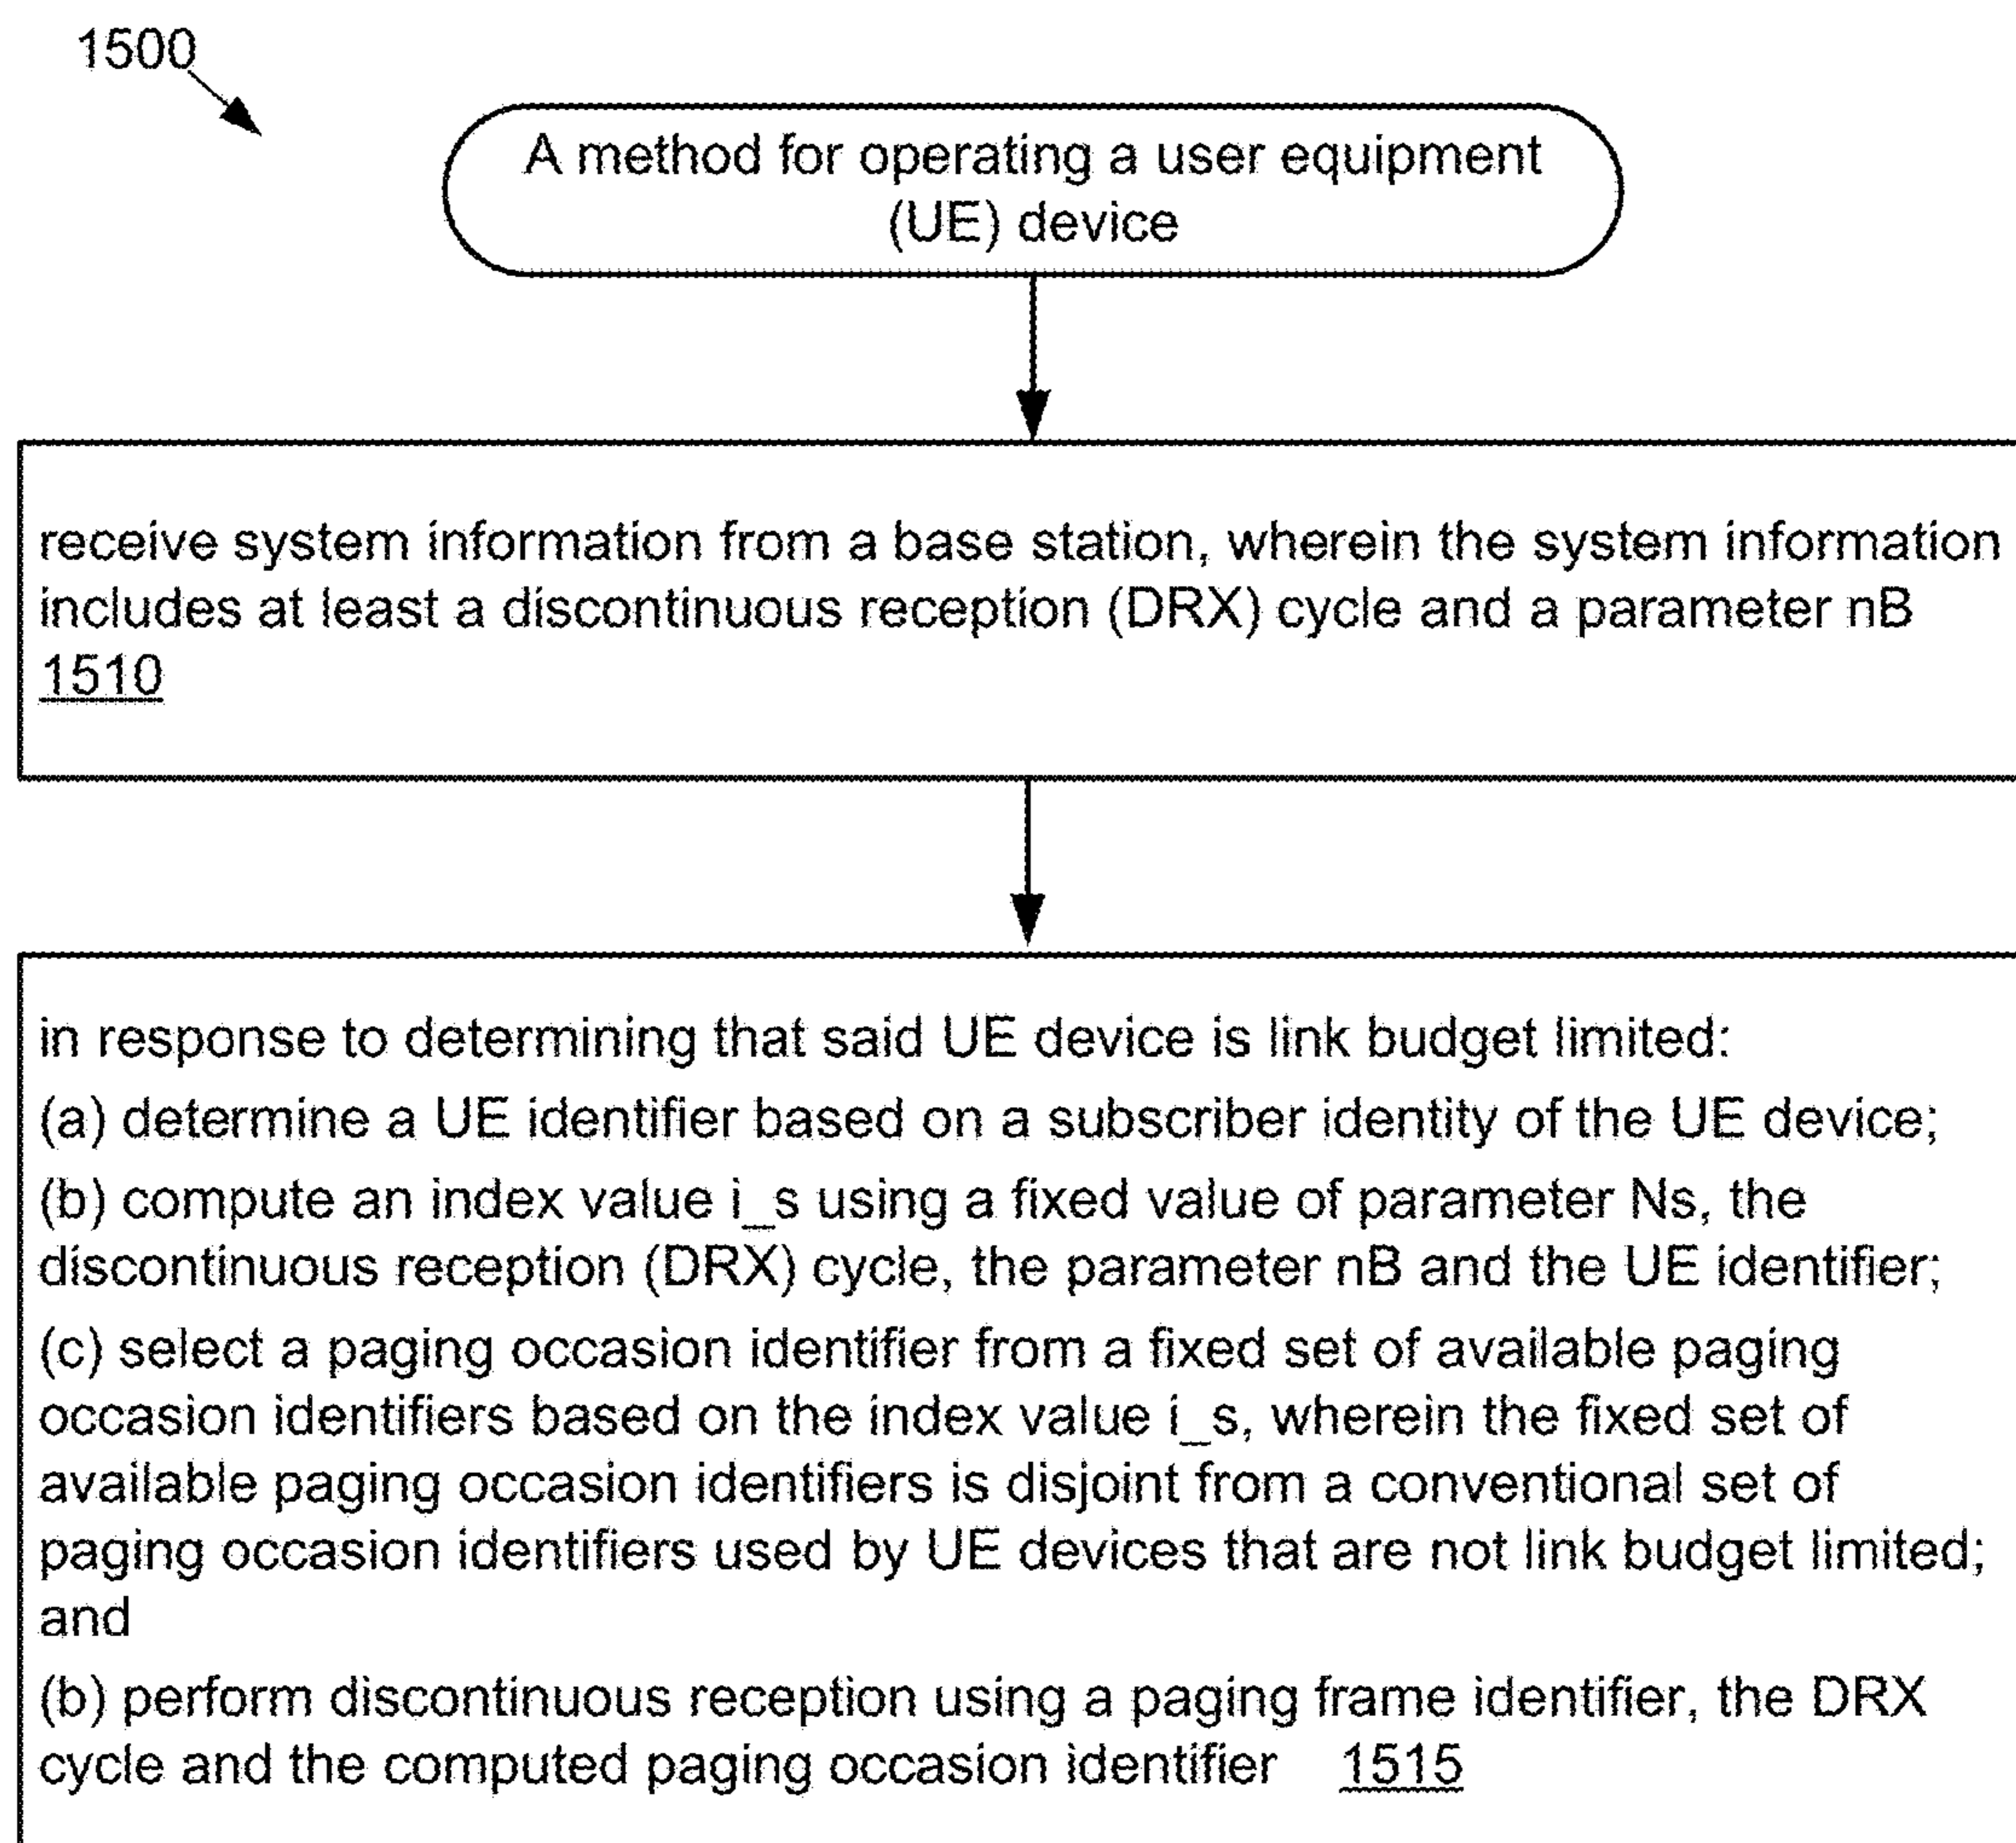 1500
A method for operating a user equipment
(UE) device
receive system information from a base station, wherein the system information
includes at least a discontinuous reception (DRX) cycle and a parameter nB
1510
in response to determining that said UE device is link budget limited:
(a) determine a UE identifier based on a subscriber identity of the UE device;
(b) compute an index value i_s using a fixed value of parameter Ns, the
discontinuous reception (DRX) cycle, the parameter nB and the UE identifier;
(c) select a paging occasion identifier from a fixed set of available paging
occasion identifiers based on the index value i_s, wherein the fixed set of
available paging occasion identifiers is disjoint from a conventional set of
paging occasion identifiers used by UE devices that are not link budget limited;
and
(b) perform discontinuous reception using a paging frame identifier, the DRX
cycle and the computed paging occasion identifier 1515